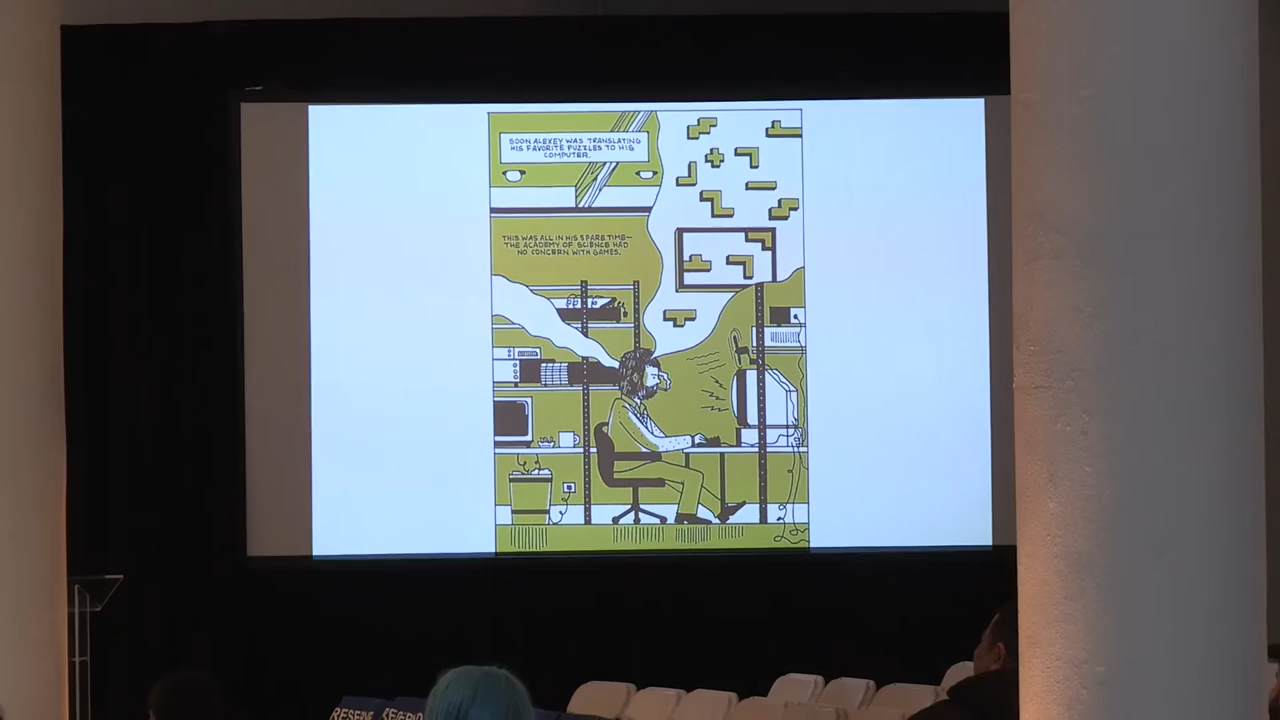 SOON ALEXEY WAS TRANSLATING
HIS FAVORITE PUZZLES TO HIS
COMPUTER.
THIS WAS ALL IN HIS SPARE TIME—
THE ACADEMY OF SCIENCE HAD
NO CONCERN WITH GAMES.
RESERVE